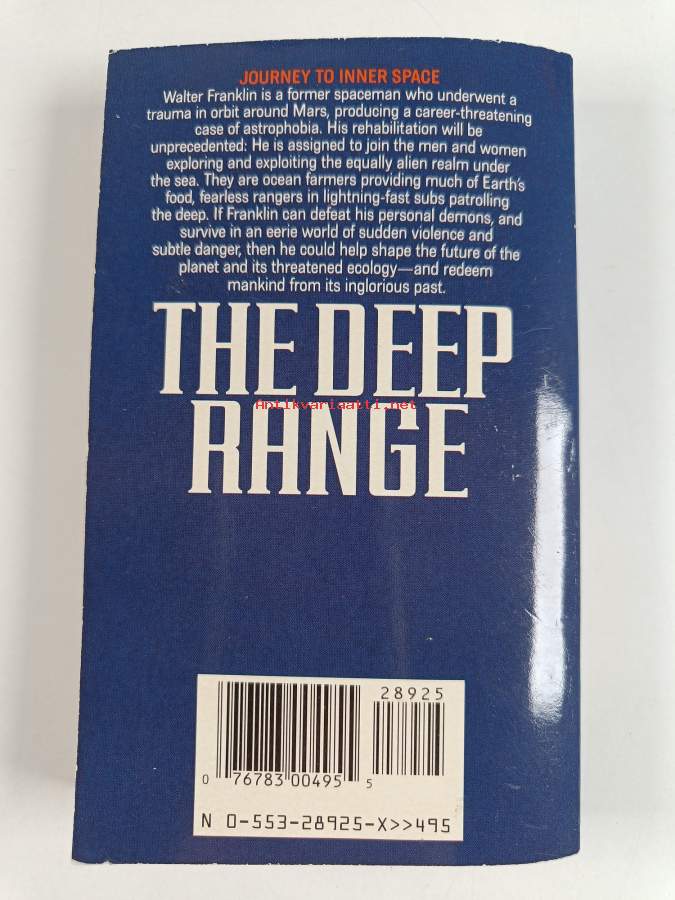 JOURNEY TO INNER SPACE
Walter Franklin is a former spaceman who underwent a
trauma in orbit around Mars, producing a career-threatening
case of astrophobia. His rehabilitation will be
unprecedented: He is assigned to join the men and women
exploring and exploiting the equally alien realm under
the sea. They are ocean farmers providing much of Earth's
food, fearless rangers in lightning-fast subs patrolling
the deep. If Franklin can defeat his personal demons, and
survive in an eerie world of sudden violence and
subtle danger, then he could help shape the future of the
planet and its threatened ecology—and redeem
mankind from its inglorious past.
THE DEEP
Antikvariaatti.net
RANGE
28925
0 76783 00495 5
N 0-553-28925-X>>495